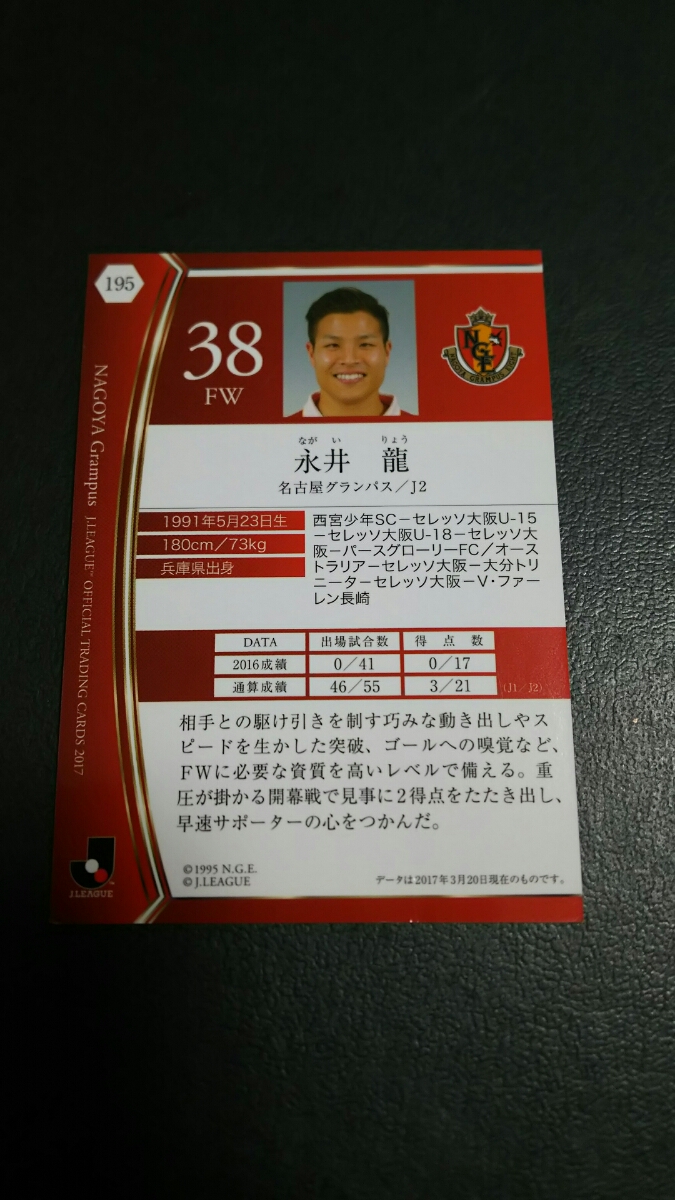 195
NAGOYA Grampus J.LEAGUE™ OFFICIAL TRADING CARDS 2017
38
FW
NGE
NAGOYA GRAMPUS EIGHT
なが い りょう
永井 龍
名古屋グランパス／J2
1991年5月23日生
180cm／73kg
兵庫県出身
西宮少年SC－セレッソ大阪U-15
－セレッソ大阪U-18－セレッソ大
阪－パースグローリーFC／オース
トラリア－セレッソ大阪－大分トリ
ニータ－セレッソ大阪－V・ファー
レン長崎
DATA 出場試合数 得点数
2016成績 0／41 0／17
通算成績 46／55 3／21 (J1／J2)
相手との駆け引きを制す巧みな動き出しやス
ピードを生かした突破、ゴールへの嗅覚など、
FWに必要な資質を高いレベルで備える。重
圧が掛かる開幕戦で見事に2得点をたたき出し、
早速サポーターの心をつかんだ。
©1995 N.G.E.
©J.LEAGUE
データは2017年3月20日現在のものです。
J.LEAGUE™